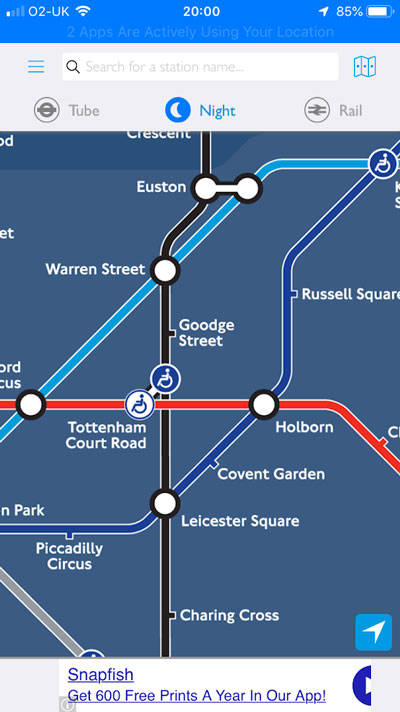 O2-UK
20:00
85%
2 Apps Are Actively Using Your Location
Search for a station name...
Tube
Night
Rail
Crescent
Euston
Warren Street
Russell Square
Goodge
Street
Tottenham
Court Road
Holborn
Covent Garden
Leicester Square
Piccadilly
Circus
Charing Cross
Snapfish
Get 600 Free Prints A Year In Our App!